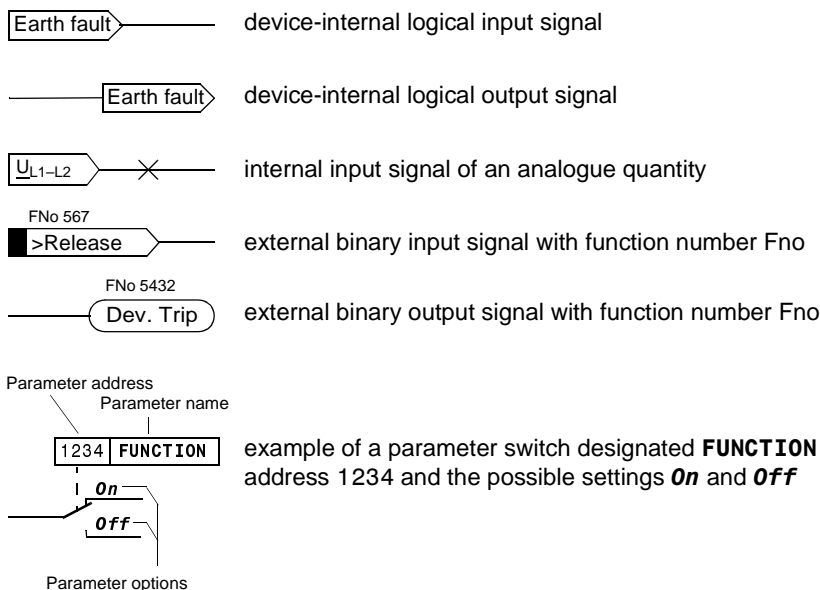 Earth fault device-internal logical input signal
Earth fault device-internal logical output signal
UL1–L2 internal input signal of an analogue quantity
FNo 567
>Release external binary input signal with function number Fno
FNo 5432
Dev. Trip external binary output signal with function number Fno
Parameter address
Parameter name
1234 FUNCTION example of a parameter switch designated FUNCTION
address 1234 and the possible settings On and Off
On
Off
Parameter options